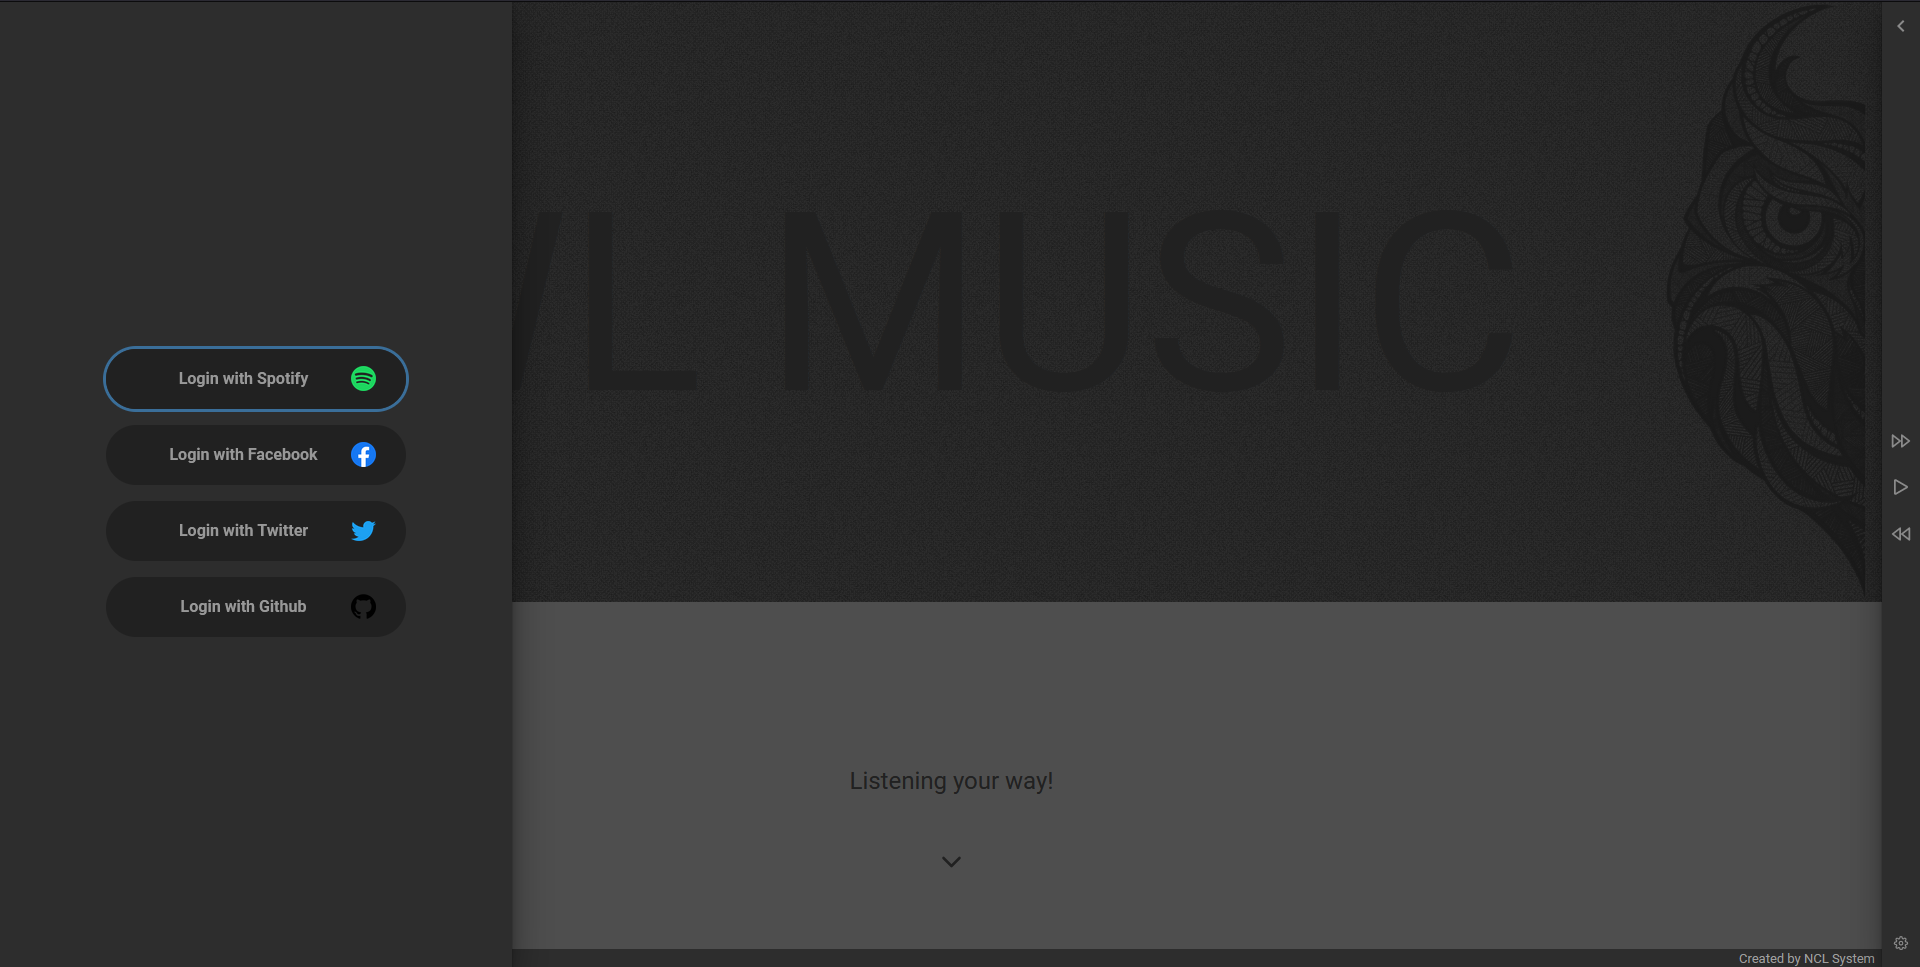 WL MUSIC
Login with Spotify
Login with Facebook
Login with Twitter
Login with Github
Listening your way!
Created by NCL System